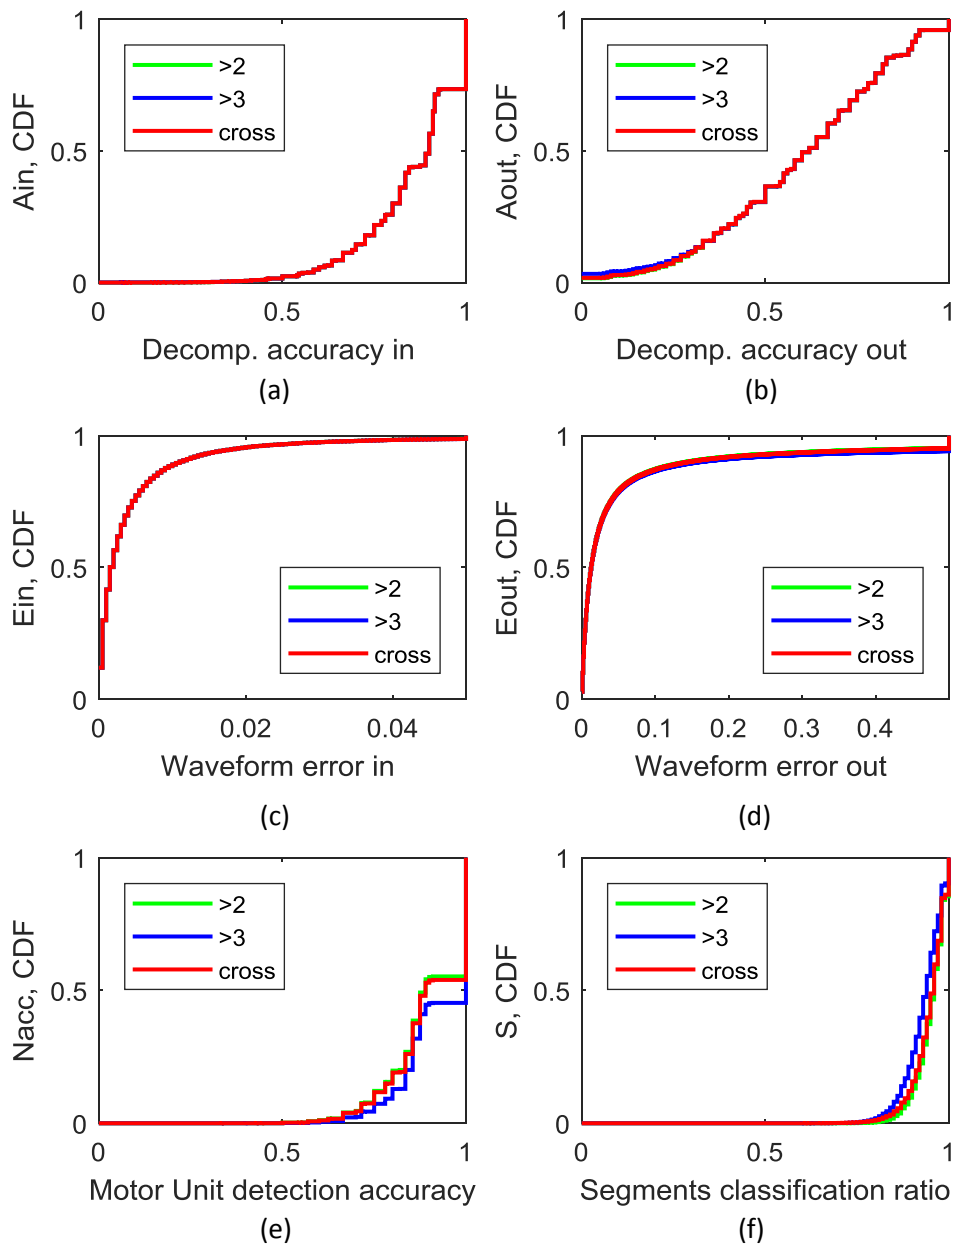 1
0.5
0
Ain, CDF
>2
>3
cross
0 0.5 1
Decomp. accuracy in
(a)
1
0.5
0
Aout, CDF
>2
>3
cross
0 0.5 1
Decomp. accuracy out
(b)
1
0.5
0
Ein, CDF
>2
>3
cross
0 0.02 0.04
Waveform error in
(c)
1
0.5
0
Eout, CDF
>2
>3
cross
0 0.1 0.2 0.3 0.4
Waveform error out
(d)
1
0.5
0
Nacc, CDF
>2
>3
cross
0 0.5 1
Motor Unit detection accuracy
(e)
1
0.5
0
S, CDF
>2
>3
cross
0 0.5 1
Segments classification ratio
(f)